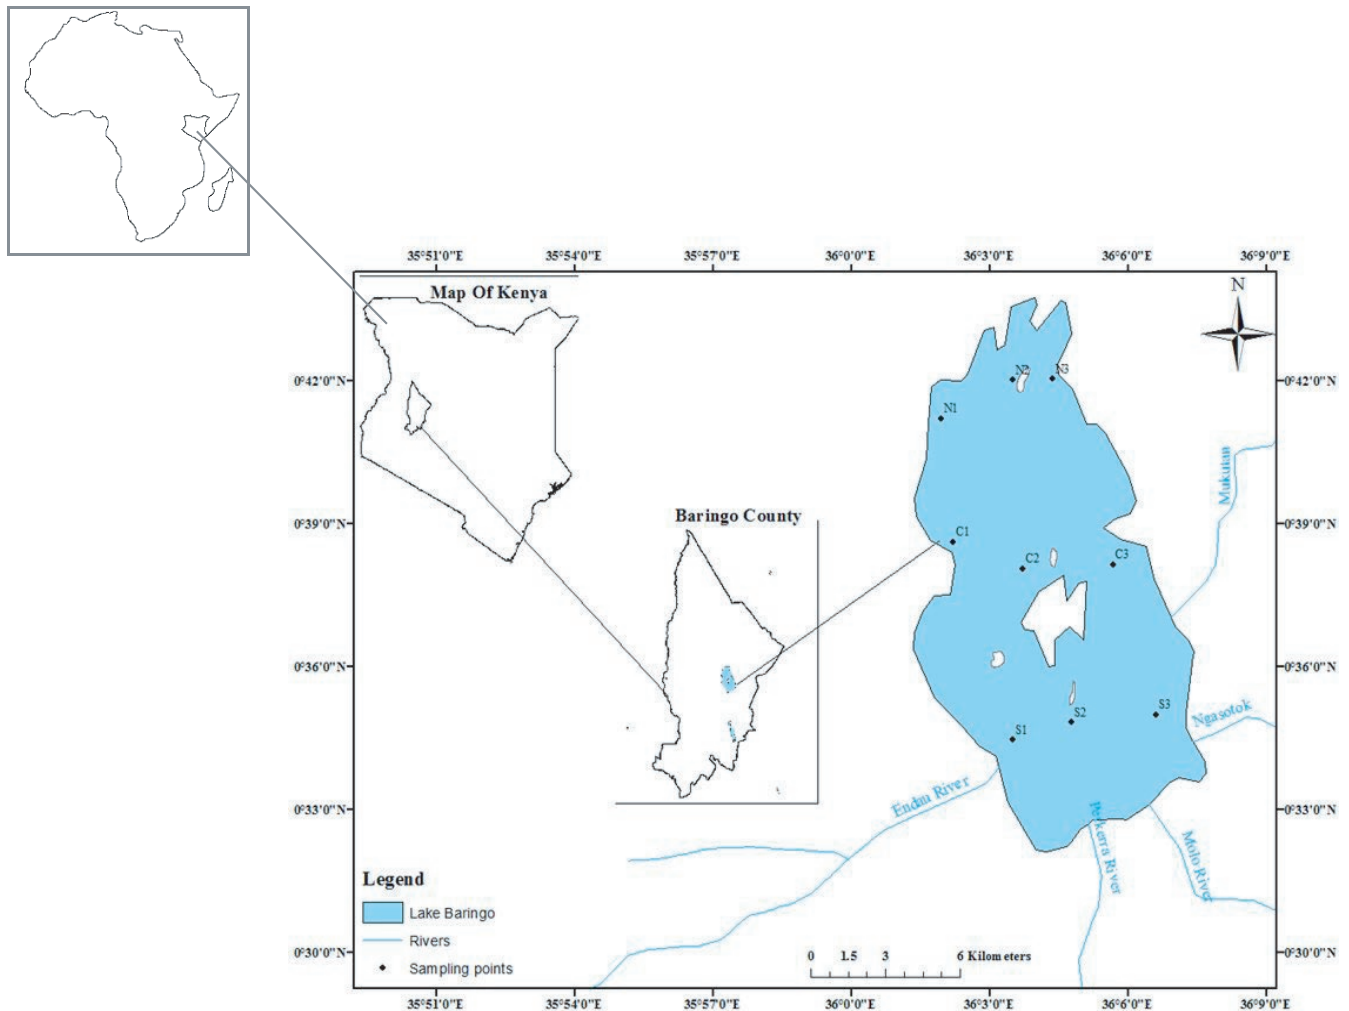 35°51'0"E 35°54'0"E 35°57'0"E 36°0'0"E 36°3'0"E 36°6'0"E 36°9'0"E
Map Of Kenya
N
0°42'0"N 0°42'0"N
N2 N3
N1
Mukutan
0°39'0"N 0°39'0"N
Baringo County
C1
C2 C3
0°36'0"N 0°36'0"N
S1 S2 S3
Ngasotok
Endau River
0°33'0"N 0°33'0"N
Perkerra River
Molo River
Legend
Lake Baringo
Rivers
Sampling points
0 1.5 3 6 Kilometers
0°30'0"N 0°30'0"N
35°51'0"E 35°54'0"E 35°57'0"E 36°0'0"E 36°3'0"E 36°6'0"E 36°9'0"E